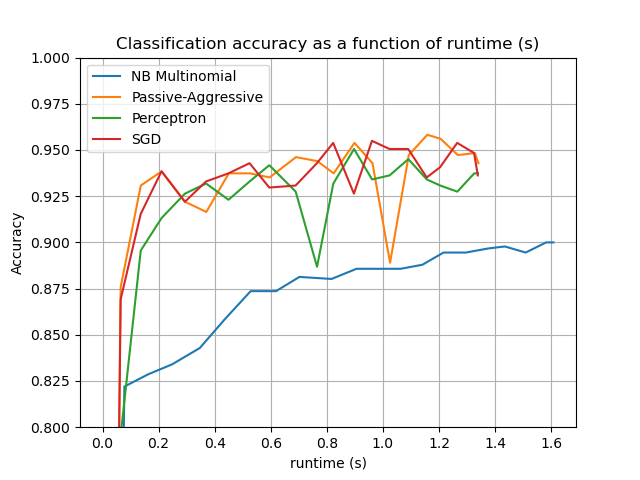 Classification accuracy as a function of runtime (s)
NB Multinomial
Passive-Aggressive
Perceptron
SGD
Accuracy
1.000
0.975
0.950
0.925
0.900
0.875
0.850
0.825
0.800
0.0 0.2 0.4 0.6 0.8 1.0 1.2 1.4 1.6
runtime (s)